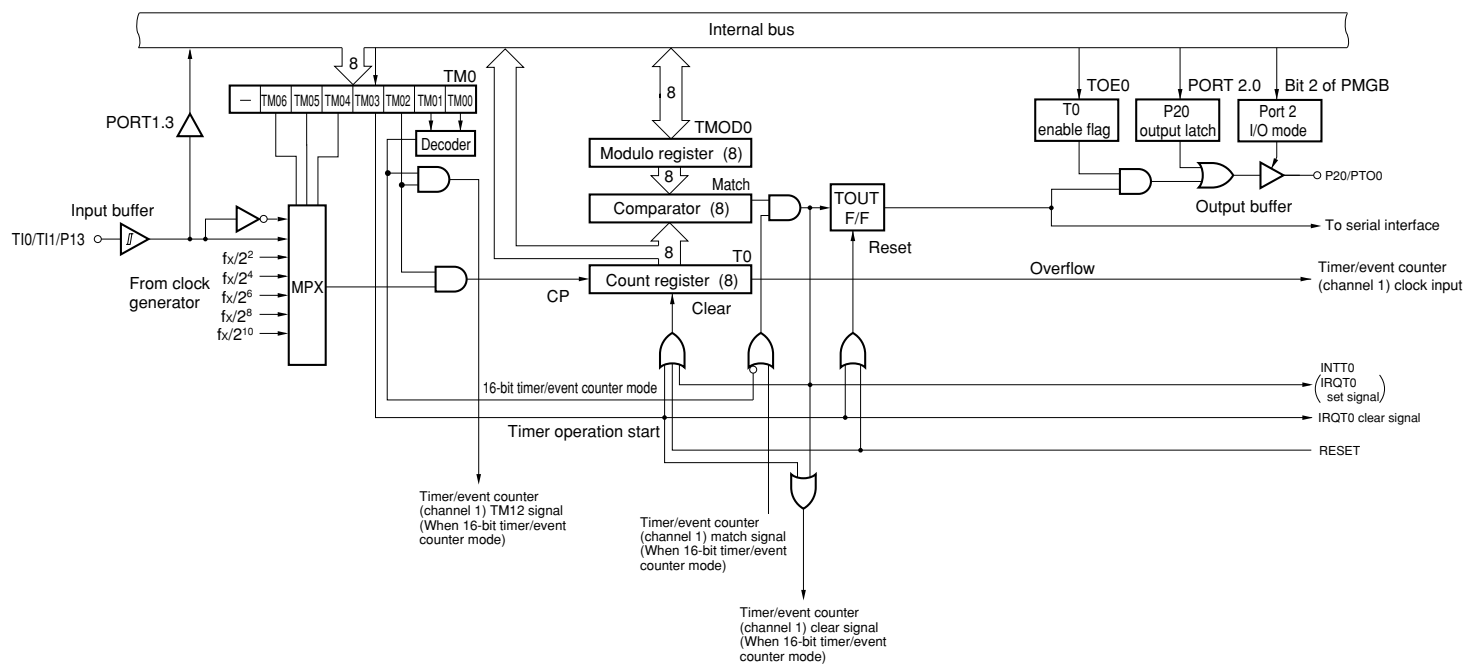 Internal bus
8
TM0
— TM06 TM05 TM04 TM03 TM02 TM01 TM00
PORT1.3
Decoder
8
TMOD0
Modulo register (8)
8
Match
Comparator (8)
8
T0
Count register (8)
CP
Clear
TOE0
T0
enable flag
PORT 2.0
P20
output latch
Bit 2 of PMGB
Port 2
I/O mode
P20/PTO0
Output buffer
TOUT
F/F
Reset
To serial interface
Overflow
Timer/event counter
(channel 1) clock input
Input buffer
TI0/TI1/P13
From clock
generator
fx/2²
fx/2⁴
fx/2⁶
fx/2⁸
fx/2¹⁰
MPX
16-bit timer/event counter mode
Timer operation start
INTT0
(IRQT0
set signal)
IRQT0 clear signal
RESET
Timer/event counter
(channel 1) TM12 signal
(When 16-bit timer/event
counter mode)
Timer/event counter
(channel 1) match signal
(When 16-bit timer/event
counter mode)
Timer/event counter
(channel 1) clear signal
(When 16-bit timer/event
counter mode)